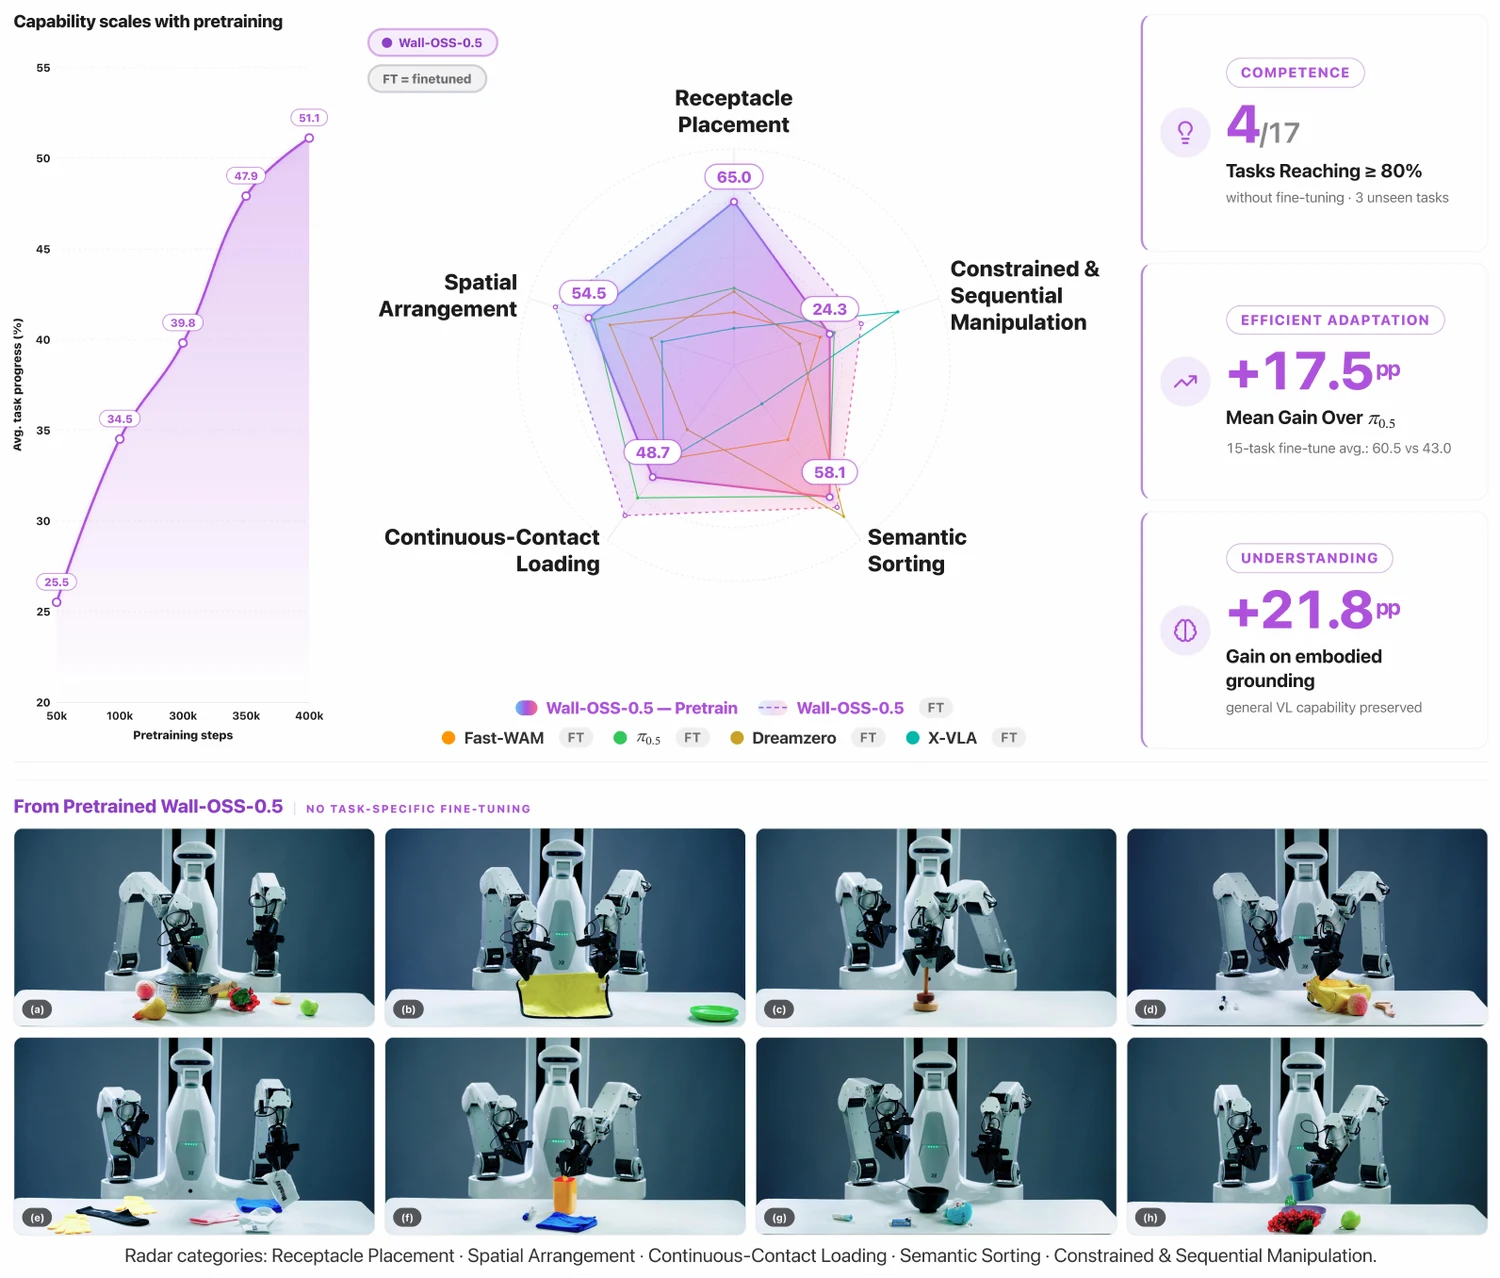 Capability scales with pretraining
55
50
45
40
35
30
25
20
51.1
47.9
39.8
34.5
25.5
50k 100k 300k 350k 400k
Avg. task progress (%)
Pretraining steps
Wall-OSS-0.5
FT = finetuned
Receptacle
Placement
65.0
Constrained &
Sequential
Manipulation
24.3
Spatial
Arrangement
54.5
48.7
58.1
Continuous-Contact
Loading
Semantic
Sorting
Wall-OSS-0.5 — Pretrain Wall-OSS-0.5 FT
Fast-WAM FT π0.5 FT Dreamzero FT X-VLA FT
COMPETENCE
4/17
Tasks Reaching ≥ 80%
without fine-tuning · 3 unseen tasks
EFFICIENT ADAPTATION
+17.5pp
Mean Gain Over π0.5
15-task fine-tune avg.: 60.5 vs 43.0
UNDERSTANDING
+21.8pp
Gain on embodied
grounding
general VL capability preserved
From Pretrained Wall-OSS-0.5 NO TASK-SPECIFIC FINE-TUNING
(a)
(b)
(c)
(d)
(e)
(f)
(g)
(h)
Radar categories: Receptacle Placement · Spatial Arrangement · Continuous-Contact Loading · Semantic Sorting · Constrained & Sequential Manipulation.